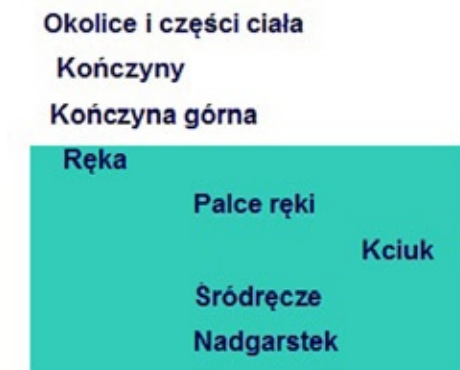 Okolice i części ciała
Kończyny
Kończyna górna
Ręka
Palce ręki
Kciuk
Śródręcze
Nadgarstek